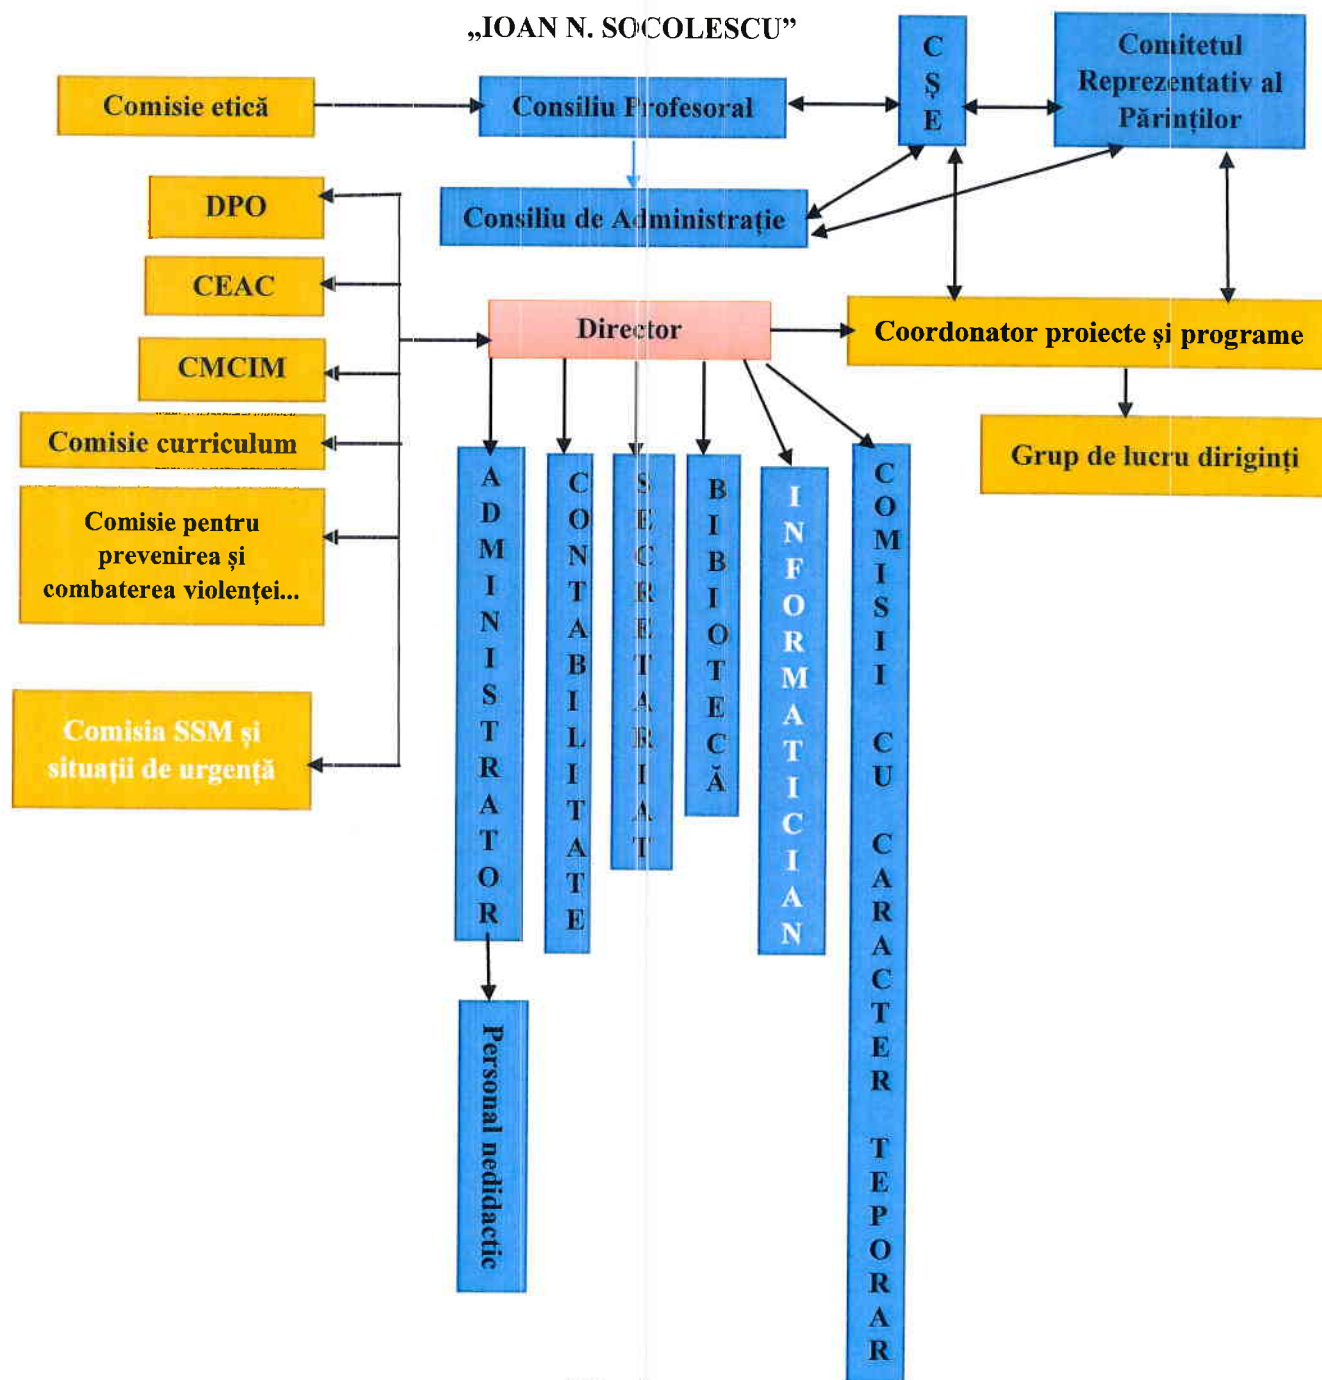 „IOAN N. SOCOLESCU”
Comisie etică
Consiliu Profesoral
CȘE
Comitetul
Reprezentativ al
Părinților
DPO
Consiliu de Administrație
CEAC
Director
Coordonator proiecte și programe
CMCIM
Comisie curriculum
Grup de lucru diriginți
Comisie pentru
prevenirea și
combaterea violenței...
Comisia SSM și
situații de urgență
ADMINISTRATOR
CONTABILITATE
SECRETARIAT
BIBIOTECĂ
INFORMATICIAN
COMISII CU CARACTER TEPORAR
Personal nedidactic